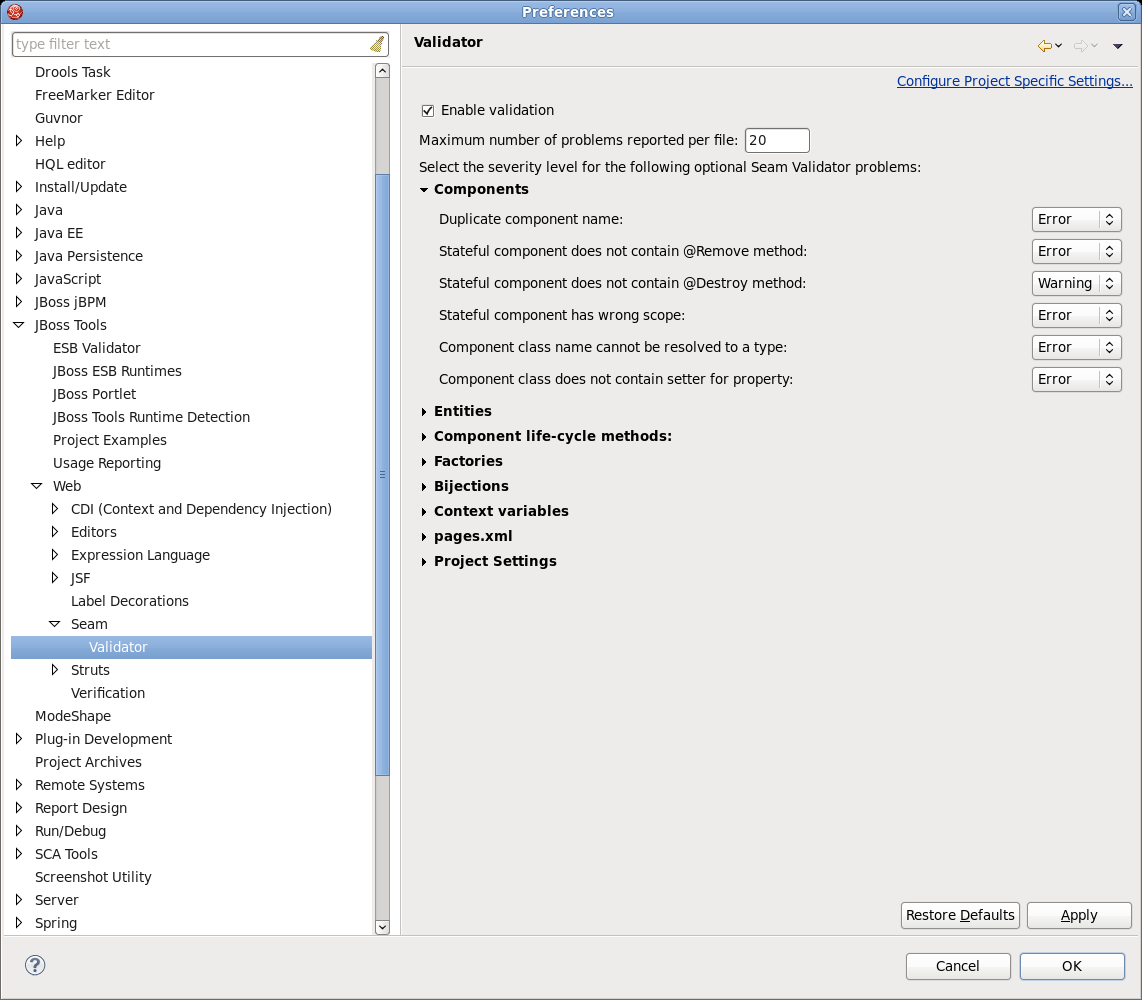 Preferences
type filter text
Drools Task
FreeMarker Editor
Guvnor
Help
HQL editor
Install/Update
Java
Java EE
Java Persistence
JavaScript
JBoss jBPM
JBoss Tools
ESB Validator
JBoss ESB Runtimes
JBoss Portlet
JBoss Tools Runtime Detection
Project Examples
Usage Reporting
Web
CDI (Context and Dependency Injection)
Editors
Expression Language
JSF
Label Decorations
Seam
Validator
Struts
Verification
ModeShape
Plug-in Development
Project Archives
Remote Systems
Report Design
Run/Debug
SCA Tools
Screenshot Utility
Server
Spring
Validator
Configure Project Specific Settings...
Enable validation
Maximum number of problems reported per file: 20
Select the severity level for the following optional Seam Validator problems:
Components
Duplicate component name: Error
Stateful component does not contain @Remove method: Error
Stateful component does not contain @Destroy method: Warning
Stateful component has wrong scope: Error
Component class name cannot be resolved to a type: Error
Component class does not contain setter for property: Error
Entities
Component life-cycle methods:
Factories
Bijections
Context variables
pages.xml
Project Settings
Restore Defaults Apply
? Cancel OK